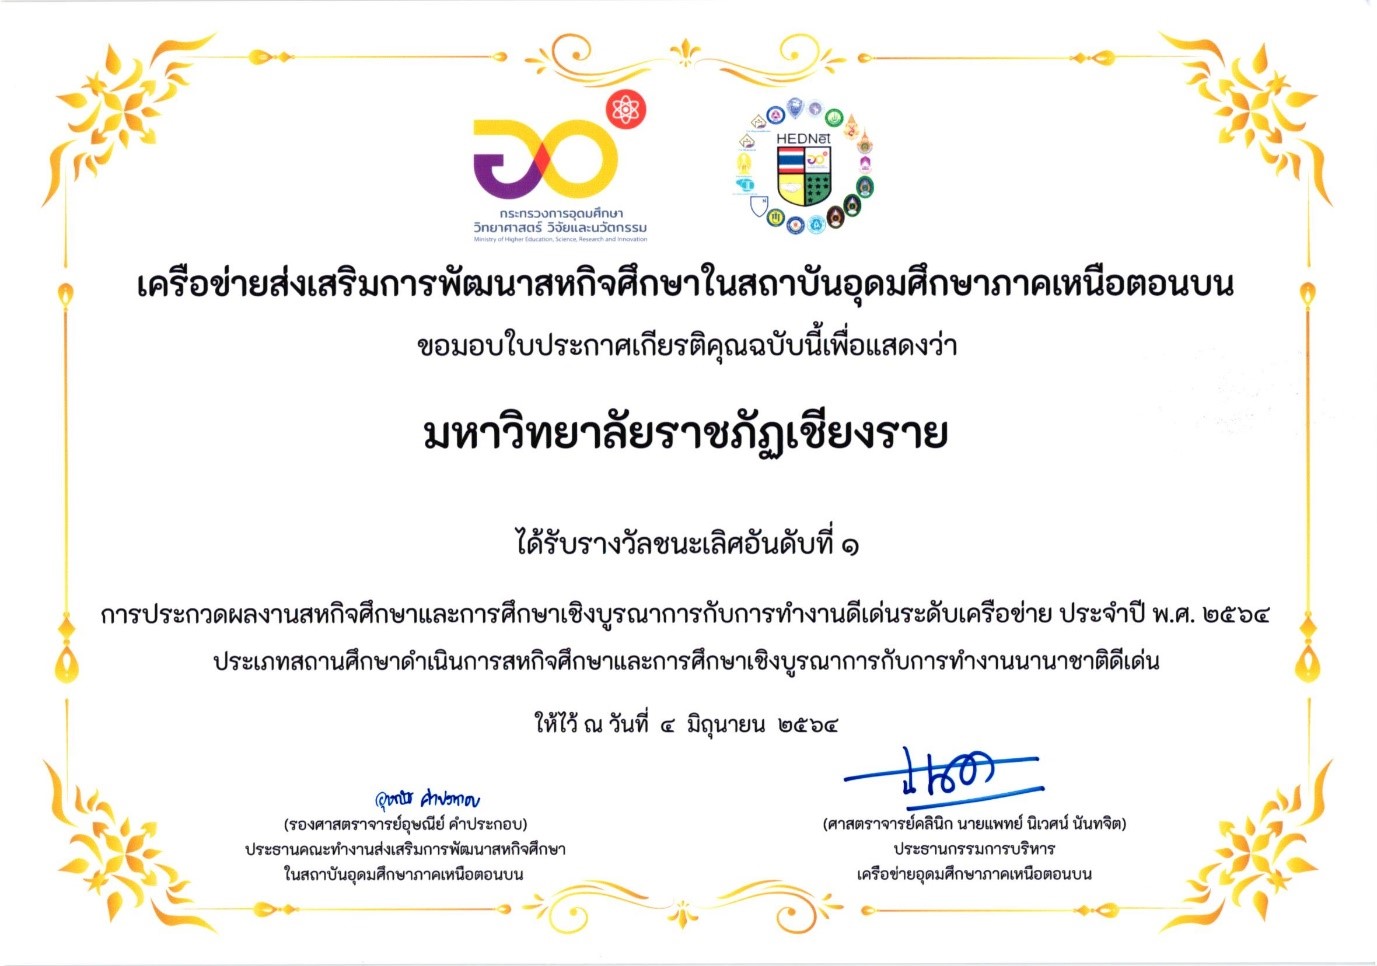 กระทรวงการอุดมศึกษา
วิทยาศาสตร์ วิจัยและนวัตกรรม
Ministry of Higher Education, Science, Research and Innovation
HEDNet
เครือข่ายส่งเสริมการพัฒนาสหกิจศึกษาในสถาบันอุดมศึกษาภาคเหนือตอนบน
ขอมอบใบประกาศเกียรติคุณฉบับนี้เพื่อแสดงว่า
มหาวิทยาลัยราชภัฏเชียงราย
ได้รับรางวัลชนะเลิศอันดับที่ ๑
การประกวดผลงานสหกิจศึกษาและการศึกษาเชิงบูรณาการกับการทำงานดีเด่นระดับเครือข่าย ประจำปี พ.ศ. ๒๕๖๔
ประเภทสถานศึกษาดำเนินการสหกิจศึกษาและการศึกษาเชิงบูรณาการกับการทำงานนานาชาติดีเด่น
ให้ไว้ ณ วันที่ ๔ มิถุนายน ๒๕๖๔
อุษณีย์ คำประกอบ
(รองศาสตราจารย์อุษณีย์ คำประกอบ)
ประธานคณะทำงานส่งเสริมการพัฒนาสหกิจศึกษา
ในสถาบันอุดมศึกษาภาคเหนือตอนบน
(ศาสตราจารย์คลินิก นายแพทย์ นิเวศน์ นันทจิต)
ประธานกรรมการบริหาร
เครือข่ายอุดมศึกษาภาคเหนือตอนบน